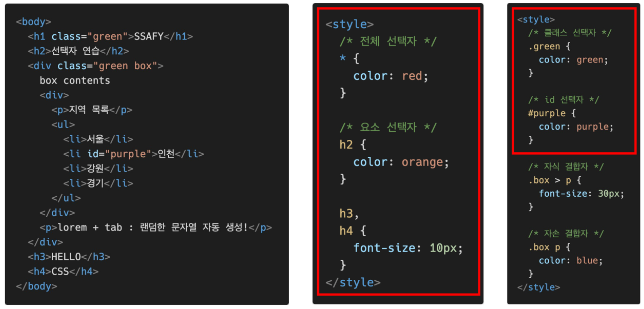 <body>
<h1 class="green">SSAFY</h1>
<h2>선택자 연습</h2>
<div class="green box">
box contents
<div>
<p>지역 목록</p>
<ul>
<li>서울</li>
<li id="purple">인천</li>
<li>강원</li>
<li>경기</li>
</ul>
</div>
<p>lorem + tab : 랜덤한 문자열 자동 생성!</p>
</div>
<h3>HELLO</h3>
<h4>CSS</h4>
</body>
<style>
/* 전체 선택자 */
* {
color: red;
}
/* 요소 선택자 */
h2 {
color: orange;
}
h3,
h4 {
font-size: 10px;
}
</style>
<style>
/* 클래스 선택자 */
.green {
color: green;
}
/* id 선택자 */
#purple {
color: purple;
}
/* 자식 결합자 */
.box > p {
font-size: 30px;
}
/* 자손 결합자 */
.box p {
color: blue;
}
</style>